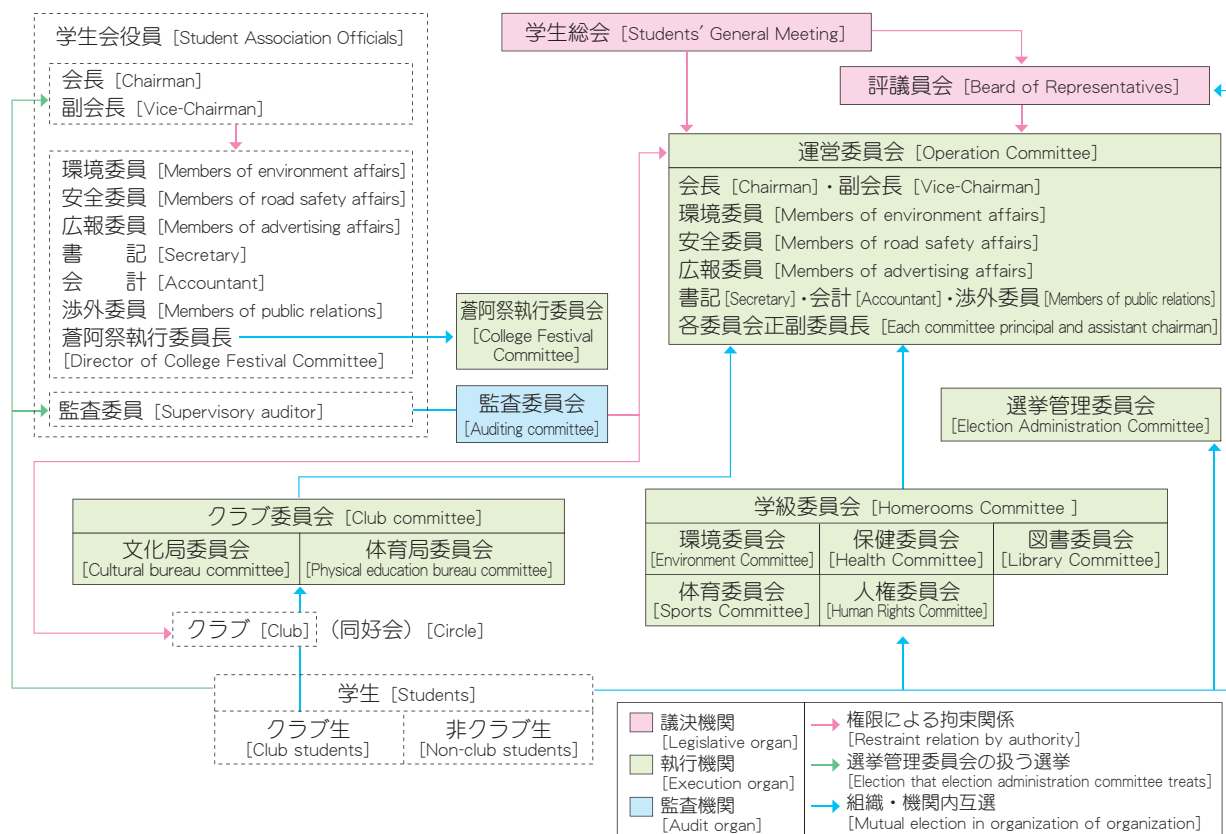 学生会役員 [Student Association Officials]
会長 [Chairman]
副会長 [Vice-Chairman]
環境委員 [Members of environment affairs]
安全委員 [Members of road safety affairs]
広報委員 [Members of advertising affairs]
書　　記 [Secretary]
会　　計 [Accountant]
渉外委員 [Members of public relations]
蒼阿祭執行委員長
[Director of College Festival Committee]
監査委員 [Supervisory auditor]
蒼阿祭執行委員会
[College Festival
Committee]
監査委員会
[Auditing committee]
学生総会 [Students′ General Meeting]
評議員会 [Beard of Representatives]
運営委員会 [Operation Committee]
会長 [Chairman]・副会長 [Vice-Chairman]
環境委員 [Members of environment affairs]
安全委員 [Members of road safety affairs]
広報委員 [Members of advertising affairs]
書記 [Secretary]・会計 [Accountant]・渉外委員 [Members of public relations]
各委員会正副委員長 [Each committee principal and assistant chairman]
選挙管理委員会
[Election Administration Committee]
クラブ委員会 [Club committee]
文化局委員会
[Cultural bureau committee]
体育局委員会
[Physical education bureau committee]
クラブ [Club]（同好会）[Circle]
学級委員会 [Homerooms Committee ]
環境委員会
[Environment Committee]
保健委員会
[Health Committee]
図書委員会
[Library Committee]
体育委員会
[Sports Committee]
人権委員会
[Human Rights Committee]
学生 [Students]
クラブ生
[Club students]
非クラブ生
[Non-club students]
議決機関
[Legislative organ]
執行機関
[Execution organ]
監査機関
[Audit organ]
権限による拘束関係
[Restraint relation by authority]
選挙管理委員会の扱う選挙
[Election that election administration committee treats]
組織・機関内互選
[Mutual election in organization of organization]